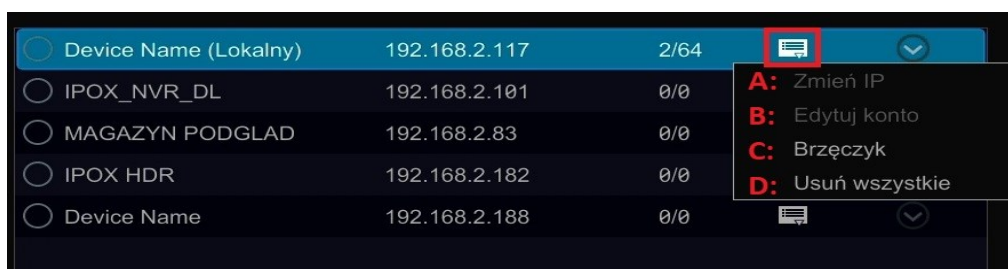 Device Name (Lokalny) 192.168.2.117 2/64
IPOX_NVR_DL 192.168.2.101 0/0
MAGAZYN PODGLAD 192.168.2.83 0/0
IPOX HDR 192.168.2.182 0/0
Device Name 192.168.2.188 0/0
A: Zmień IP
B: Edytuj konto
C: Brzęczyk
D: Usuń wszystkie